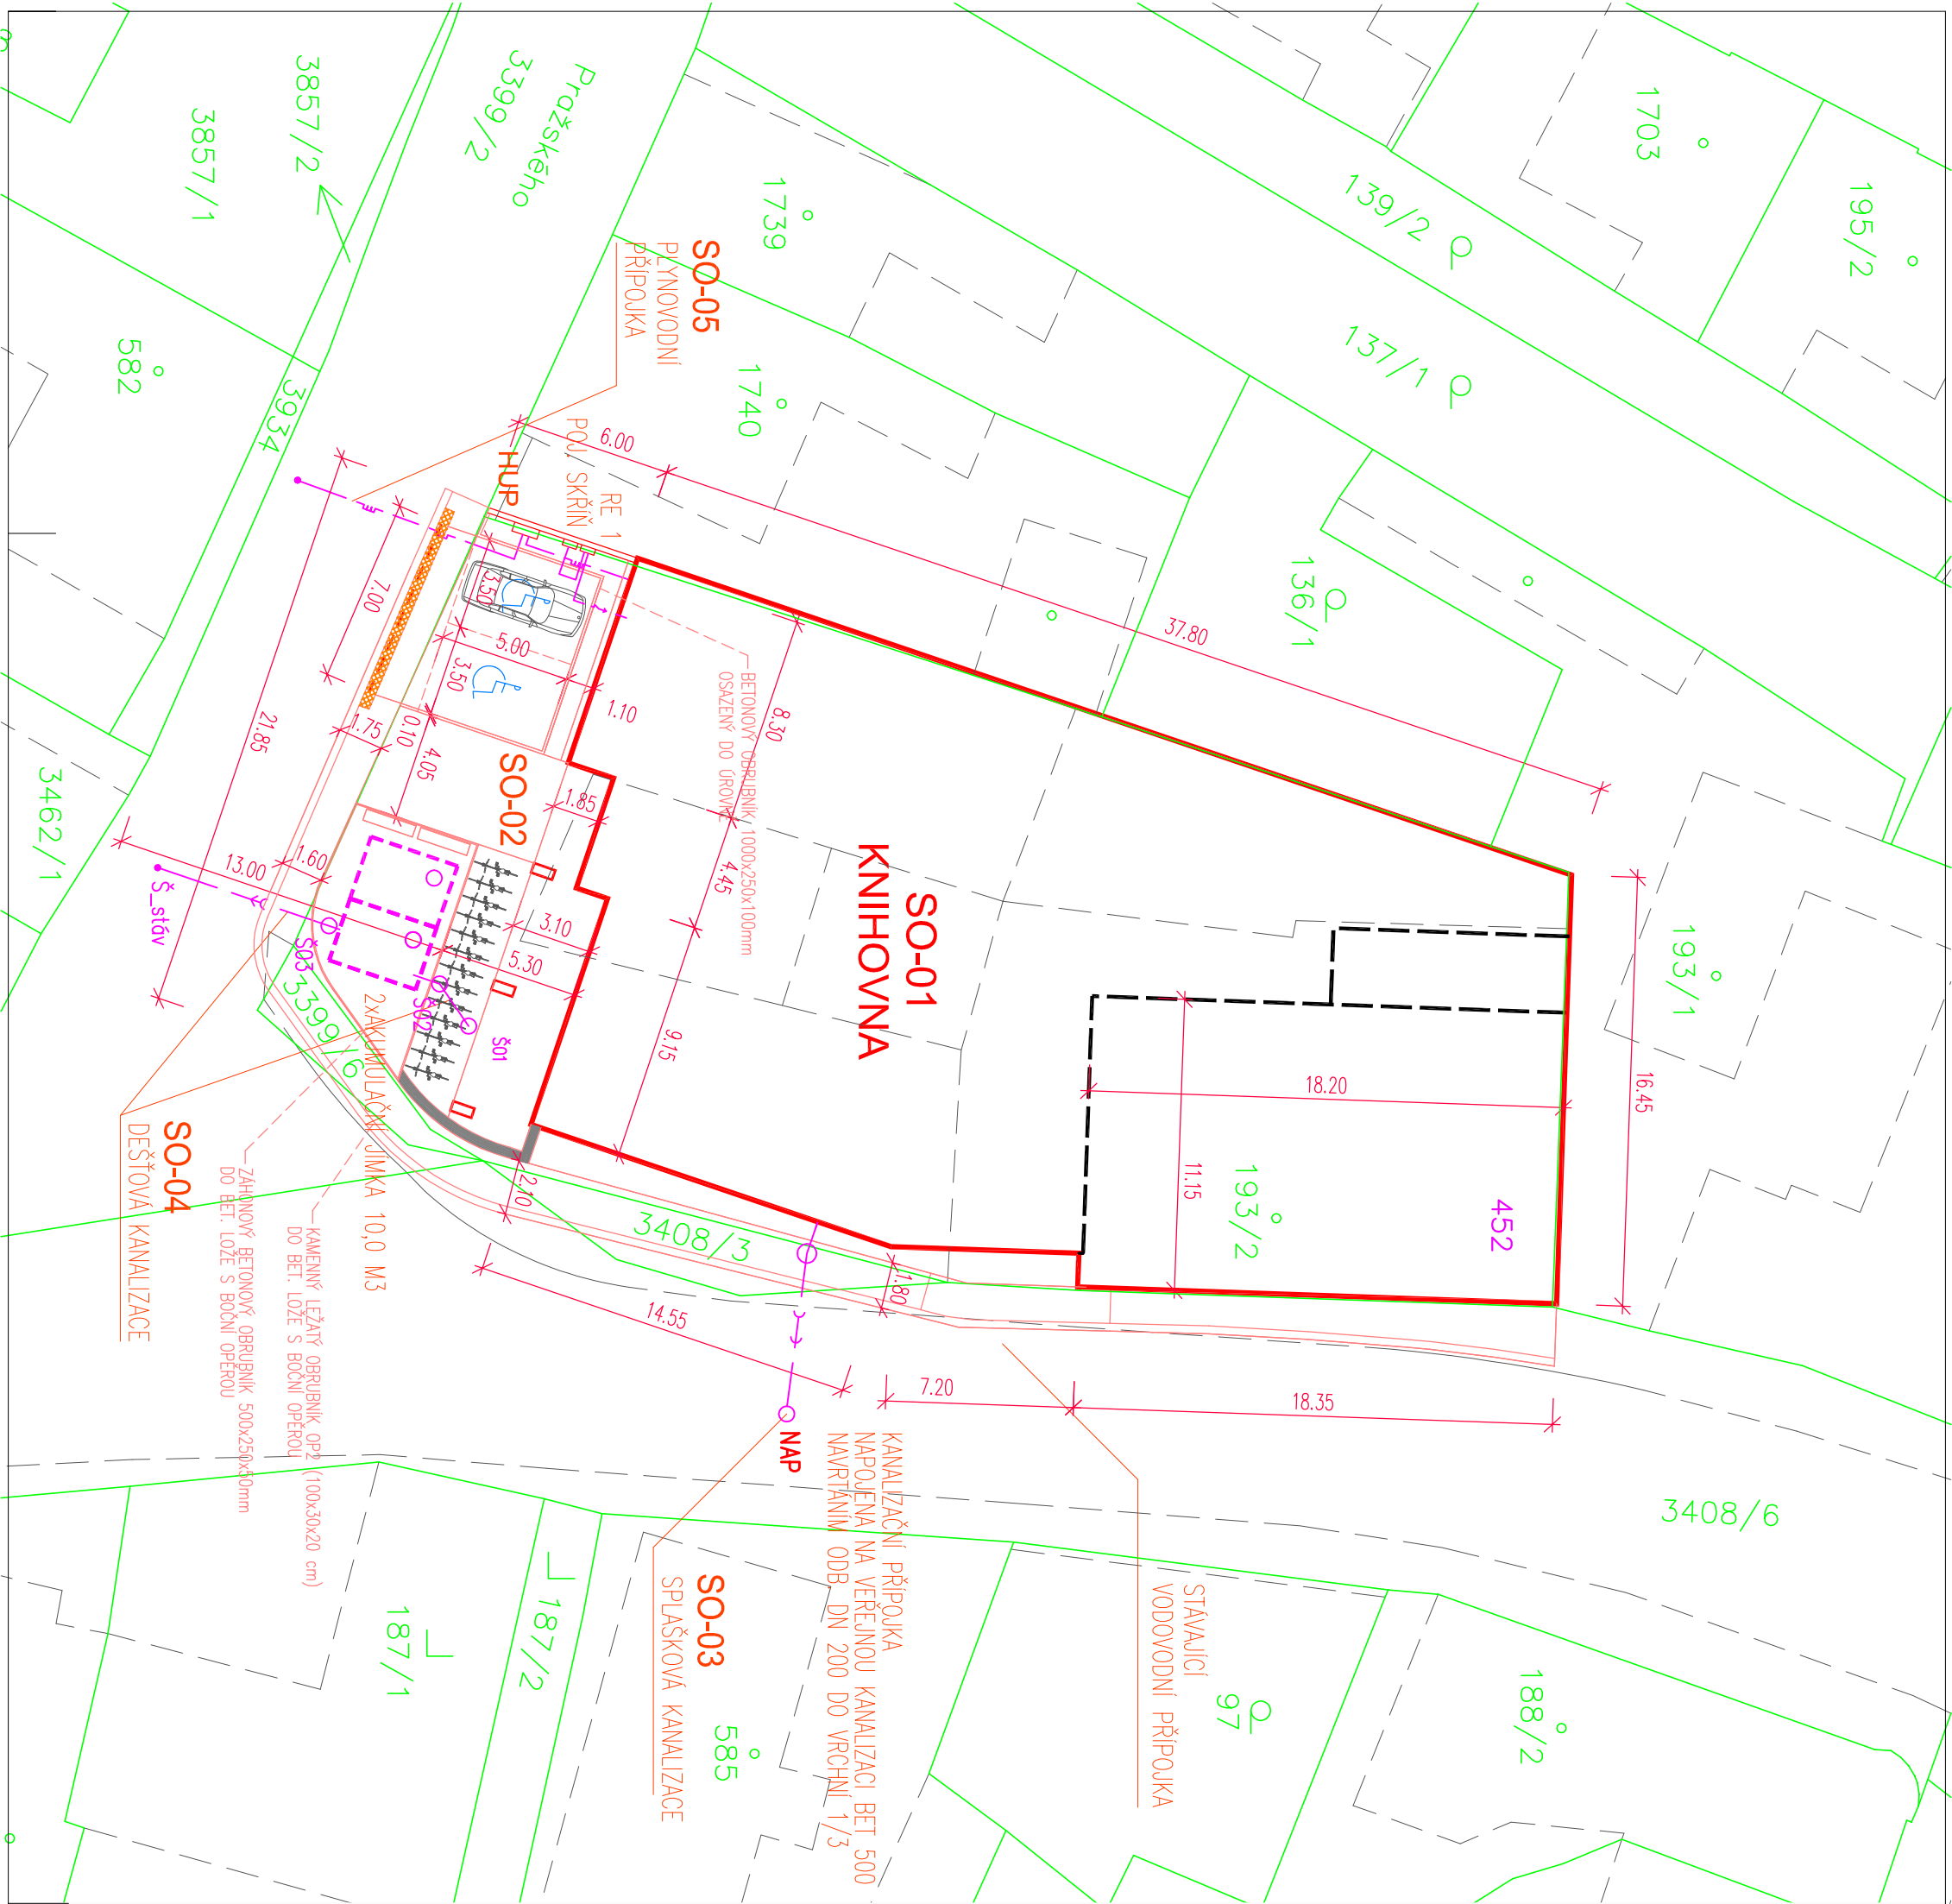 3857/2
3857/1
Pražského
3399/2
1739
1703
139/2
195/2
137/1
582
3934
1740
136/1
193/1
3462/1
SO-05
PLYNOVODNÍ
PŘÍPOJKA
RE 1
POJ. SKŘÍŇ
HUP
6.00
37.80
3.50
5.00
3.50
7.00
21.85
1.75
0.10
4.05
1.10
8.30
BETONOVÝ OBRUBNÍK 1000x250x100mm
OSAZENÝ DO ÚROVNĚ
SO-02
1.85
4.45
SO-01
KNIHOVNA
16.45
18.20
11.15
193/2
452
13.00
1.60
3.10
5.30
9.15
Š_stáv
Š03
Š02
Š01
3399/6
2xAKUMULAČNÍ JÍMKA 10,0 M3
SO-04
DEŠŤOVÁ KANALIZACE
KAMENNÝ LEŽATÝ OBRUBNÍK OP2 (100x30x20 cm)
DO BET. LOŽE S BOČNÍ OPĚROU
ZÁHONOVÝ BETONOVÝ OBRUBNÍK 500x250x50mm
DO BET. LOŽE S BOČNÍ OPĚROU
2.10
3408/3
1.80
14.55
7.20
18.35
NAP
KANALIZAČNÍ PŘÍPOJKA
NAPOJENA NA VEŘEJNOU KANALIZACI BET 500
NAVRTÁNÍM ODB DN 200 DO VRCHNÍ 1/3
3408/6
STÁVAJÍCÍ
VODOVODNÍ PŘÍPOJKA
SO-03
SPLAŠKOVÁ KANALIZACE
187/1
187/2
585
97
188/2